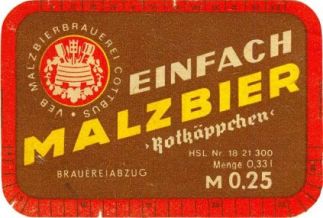 VEB MALZBIERBRAUEREI COTTBUS
EINFACH
MALZBIER
›Rotkäppchen‹
HSL Nr 18 21 300
Menge 0,33 l
BRAUEREIABZUG
M 0.25